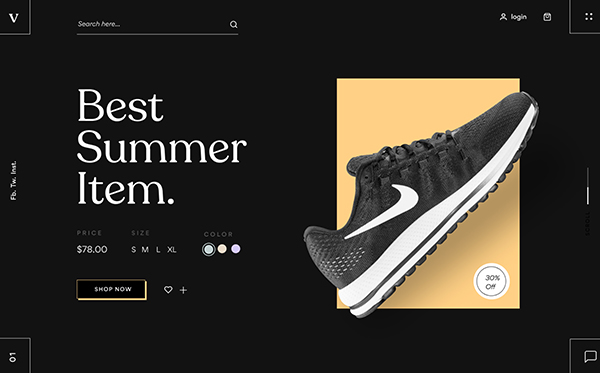 V
Search here...
login
Best
Summer
Item.
PRICE
SIZE
COLOR
$78.00
S M L XL
SHOP NOW
30%
Off
Fb. Tw. Inst.
01